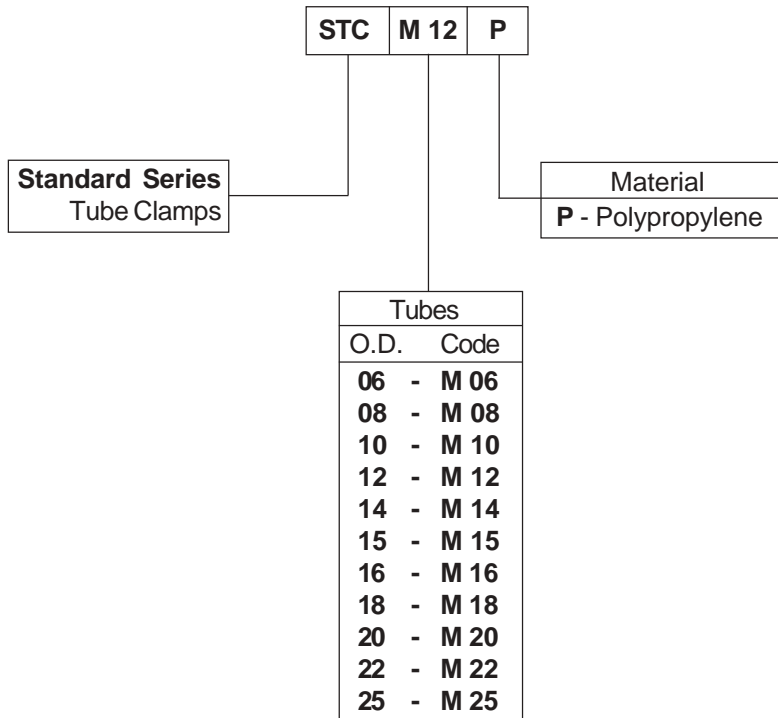 STC M 12 P
Standard Series
Tube Clamps
Material
P - Polypropylene
Tubes
O.D. Code
06 - M 06
08 - M 08
10 - M 10
12 - M 12
14 - M 14
15 - M 15
16 - M 16
18 - M 18
20 - M 20
22 - M 22
25 - M 25